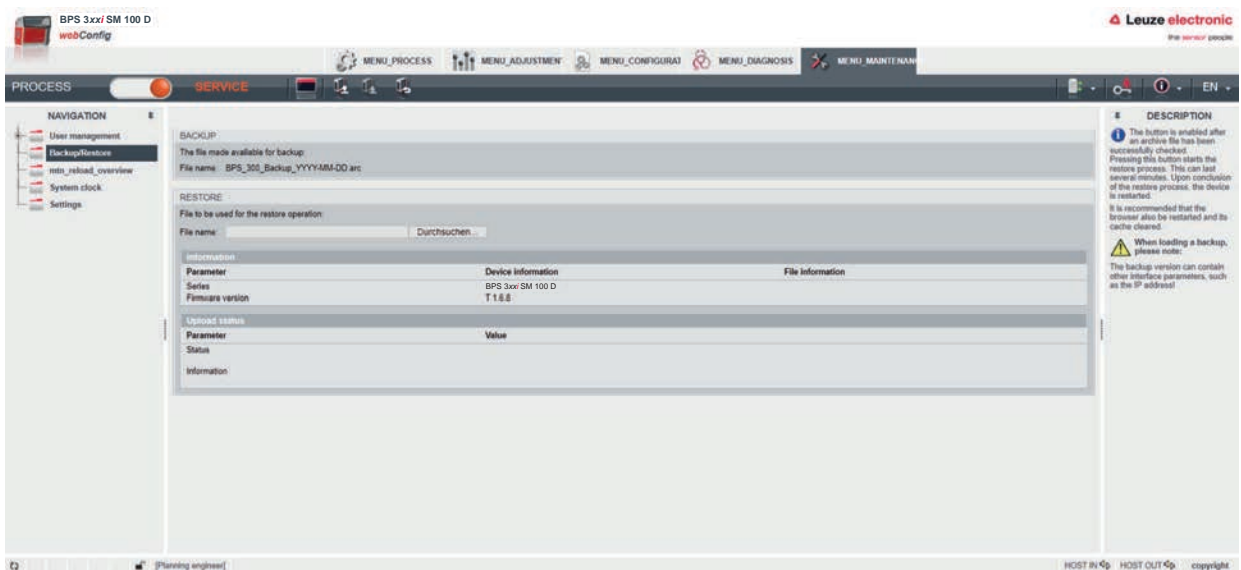 BPS 3xxi SM 100 D
webConfig
Leuze electronic
the sensor people
MENU_PROCESS
MENU_ADJUSTMEN
MENU_CONFIGURAT
MENU_DIAGNOSIS
MENU_MAINTENAN
PROCESS
SERVICE
EN
NAVIGATION
User management
Backup/Restore
mtn_reload_overview
System clock
Settings
BACKUP
The file made available for backup:
File name: BPS_300_Backup_YYYY-MM-DD.arc
RESTORE
File to be used for the restore operation:
File name: Durchsuchen...
Information
Parameter Device information File information
Series BPS 3xxi SM 100 D
Firmware version T 1.6.6
Upload status
Parameter Value
Status
Information
DESCRIPTION
The button is enabled after
an archive file has been
successfully checked.
Pressing this button starts the
restore process. This can last
several minutes. Upon conclusion
of the restore process, the device
is restarted.
It is recommended that the
browser also be restarted and its
cache cleared.
When loading a backup,
please note:
The backup version can contain
other interface parameters, such
as the IP address!
[Planning engineer]
HOST IN HOST OUT copyright